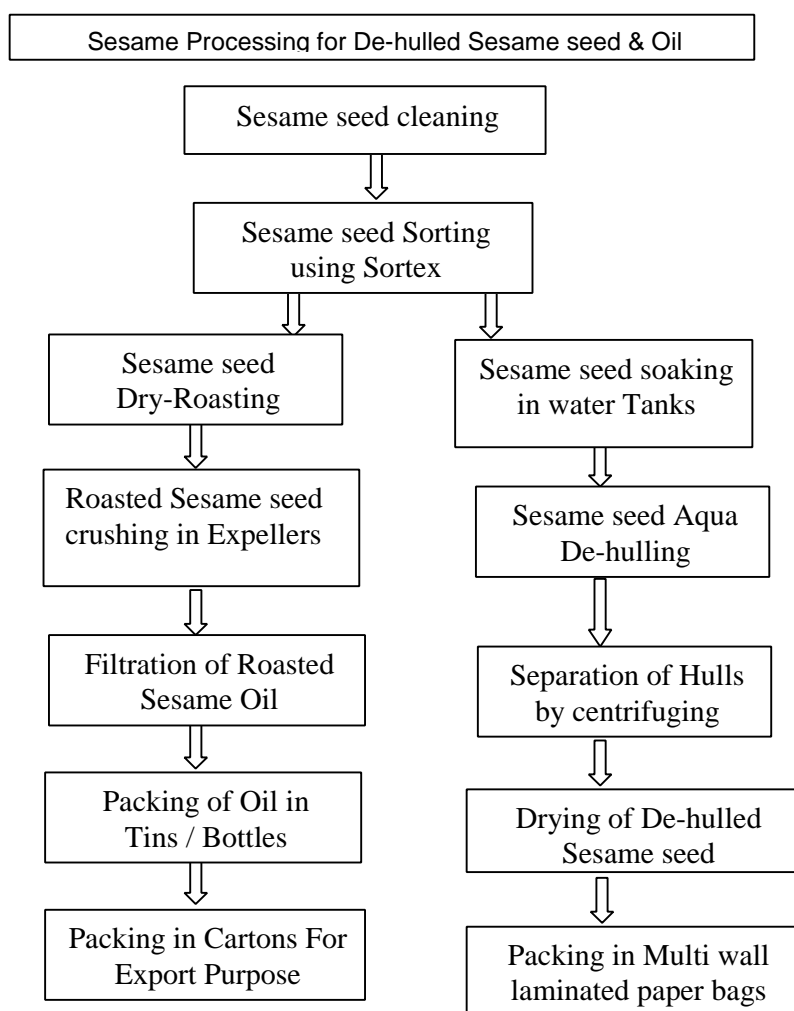 Sesame Processing for De-hulled Sesame seed & Oil
Sesame seed cleaning
Sesame seed Sorting
using Sortex
Sesame seed
Dry-Roasting
Roasted Sesame seed
crushing in Expellers
Filtration of Roasted
Sesame Oil
Packing of Oil in
Tins / Bottles
Packing in Cartons For
Export Purpose
Sesame seed soaking
in water Tanks
Sesame seed Aqua
De-hulling
Separation of Hulls
by centrifuging
Drying of De-hulled
Sesame seed
Packing in Multi wall
laminated paper bags